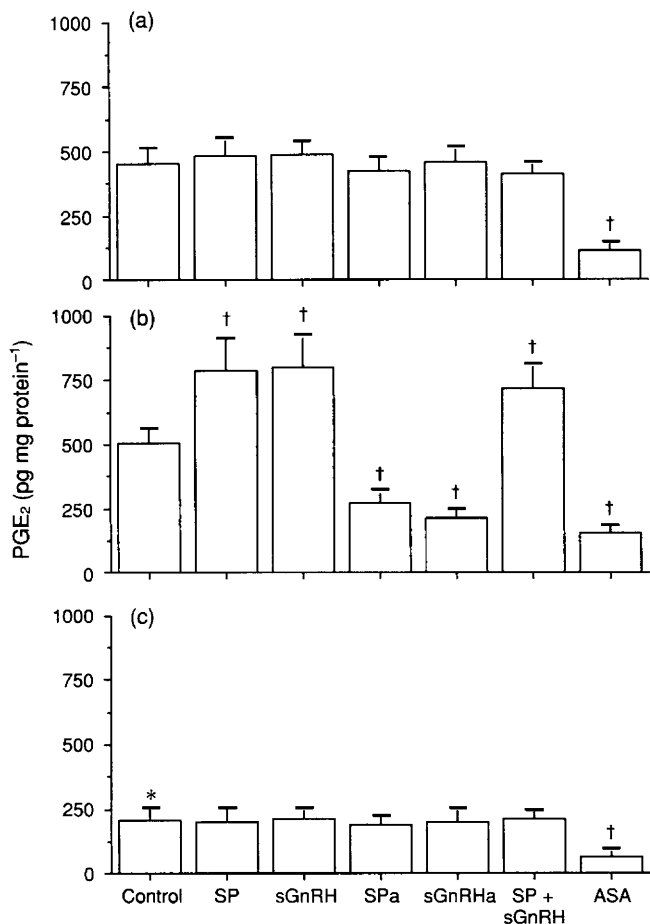 (a)
1000
750
500
250
0
†
(b)
1000
750
500
250
0
† † † † † †
PGE₂ (pg mg protein⁻¹)
(c)
1000
750
500
250
0
* †
Control SP sGnRH SPa sGnRHa SP + ASA
sGnRH